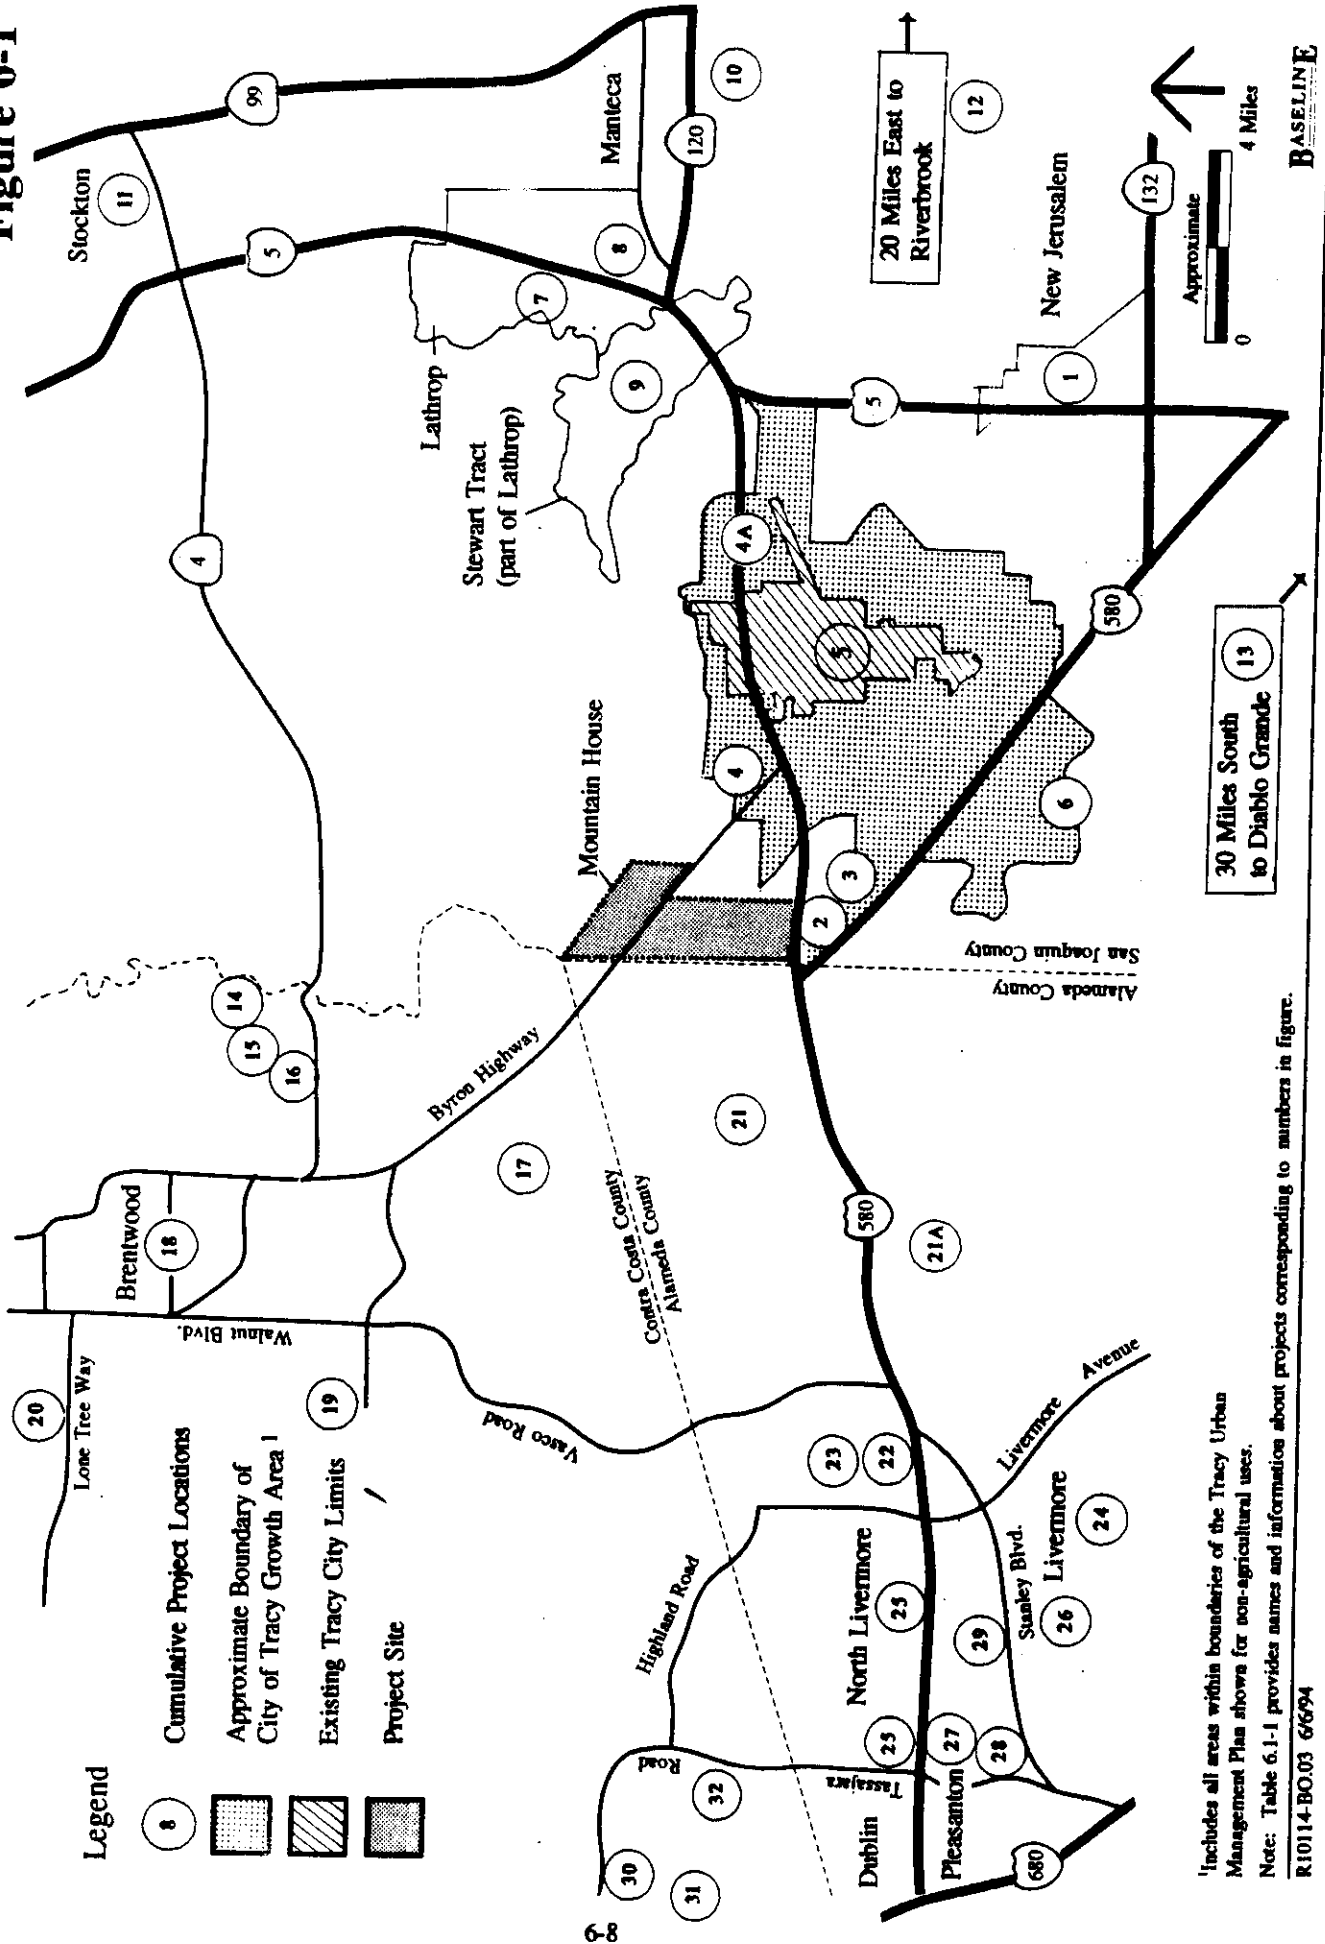 Figure 6-1
Legend
8
Cumulative Project Locations
Approximate Boundary of
City of Tracy Growth Area 1
Existing Tracy City Limits
Project Site
20
Lone Tree Way
Brentwood
18
Walnut Blvd.
19
14
15
16
4
Stockton
11
5
99
Lathrop
7
8
Manteca
120
10
9
Stewart Tract
(part of Lathrop)
Byron Highway
17
Mountain House
Contra Costa County
Alameda County
Vasco Road
Highland Road
Tassajara
Road
30
31
32
21
21A
580
23
22
North Livermore
25
25
Dublin
Pleasanton
27
28
29
Stanley Blvd.
Livermore
26
24
Livermore
Avenue
680
Alameda County
San Joaquin County
2
3
4
4A
5
6
5
580
1
New Jerusalem
132
20 Miles East to
Riverbrook
12
30 Miles South
to Diablo Grande
13
Approximate
0
4 Miles
BASELINE
1Includes all areas within boundaries of the Tracy Urban
Management Plan shown for non-agricultural uses.
Note: Table 6.1-1 provides names and information about projects corresponding to numbers in figure.
R10114-BO.03 6/6/94
6-8